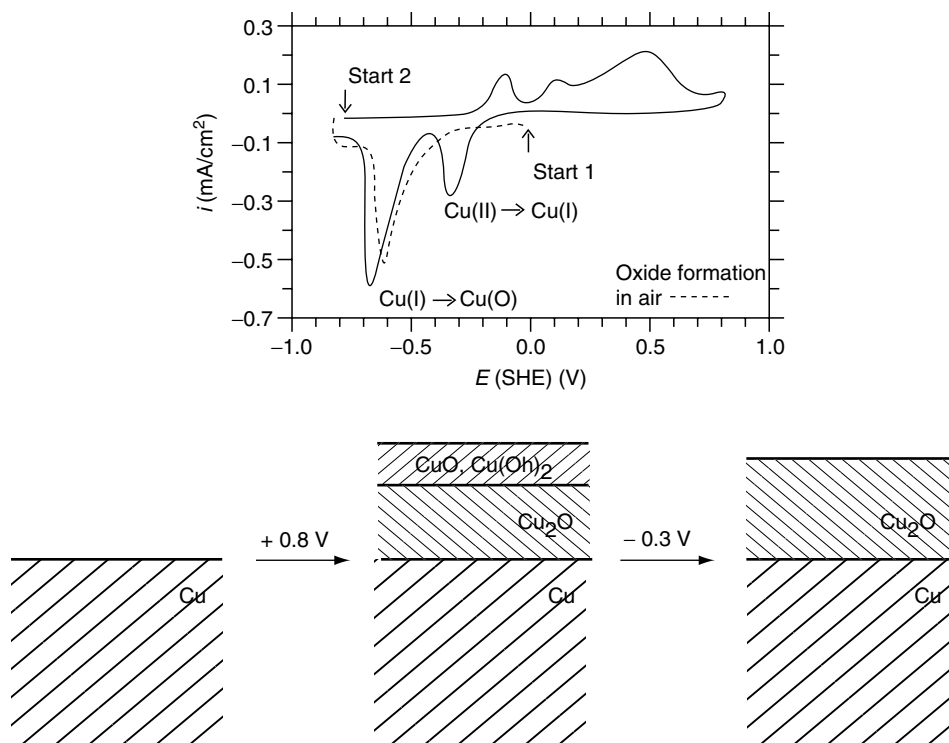 0.3
0.1
−0.1
−0.3
−0.5
−0.7
i (mA/cm²)
Start 2
Start 1
Cu(II) → Cu(I)
Oxide formation
in air
Cu(I) → Cu(O)
−1.0 −0.5 0.0 0.5 1.0
E (SHE) (V)
CuO, Cu(Oh)₂
Cu₂O
Cu₂O
+ 0.8 V
− 0.3 V
Cu
Cu
Cu